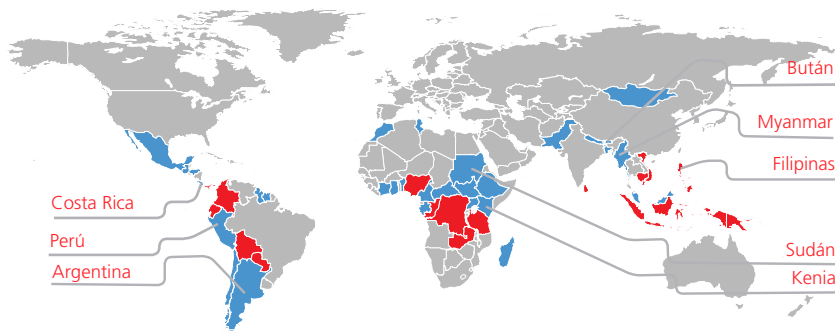 Bután
Myanmar
Filipinas
Costa Rica
Perú
Argentina
Sudán
Kenia